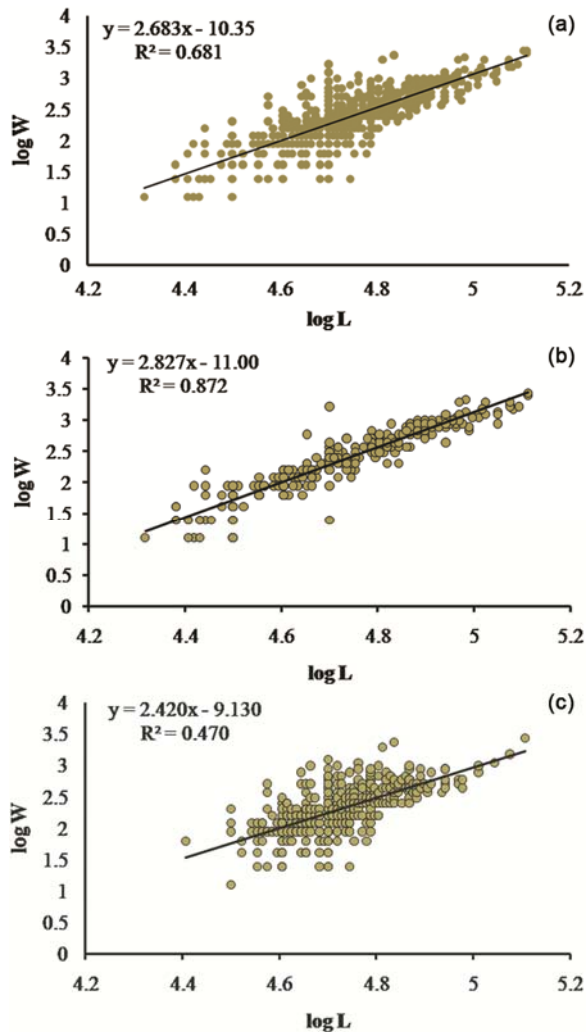 (a)
y = 2.683x - 10.35
R² = 0.681
4
3.5
3
2.5
2
1.5
1
0.5
0
log W
4.2 4.4 4.6 4.8 5 5.2
log L
(b)
y = 2.827x - 11.00
R² = 0.872
4
3.5
3
2.5
2
1.5
1
0.5
0
log W
4.2 4.4 4.6 4.8 5 5.2
log L
(c)
y = 2.420x - 9.130
R² = 0.470
4
3.5
3
2.5
2
1.5
1
0.5
0
log W
4.2 4.4 4.6 4.8 5 5.2
log L